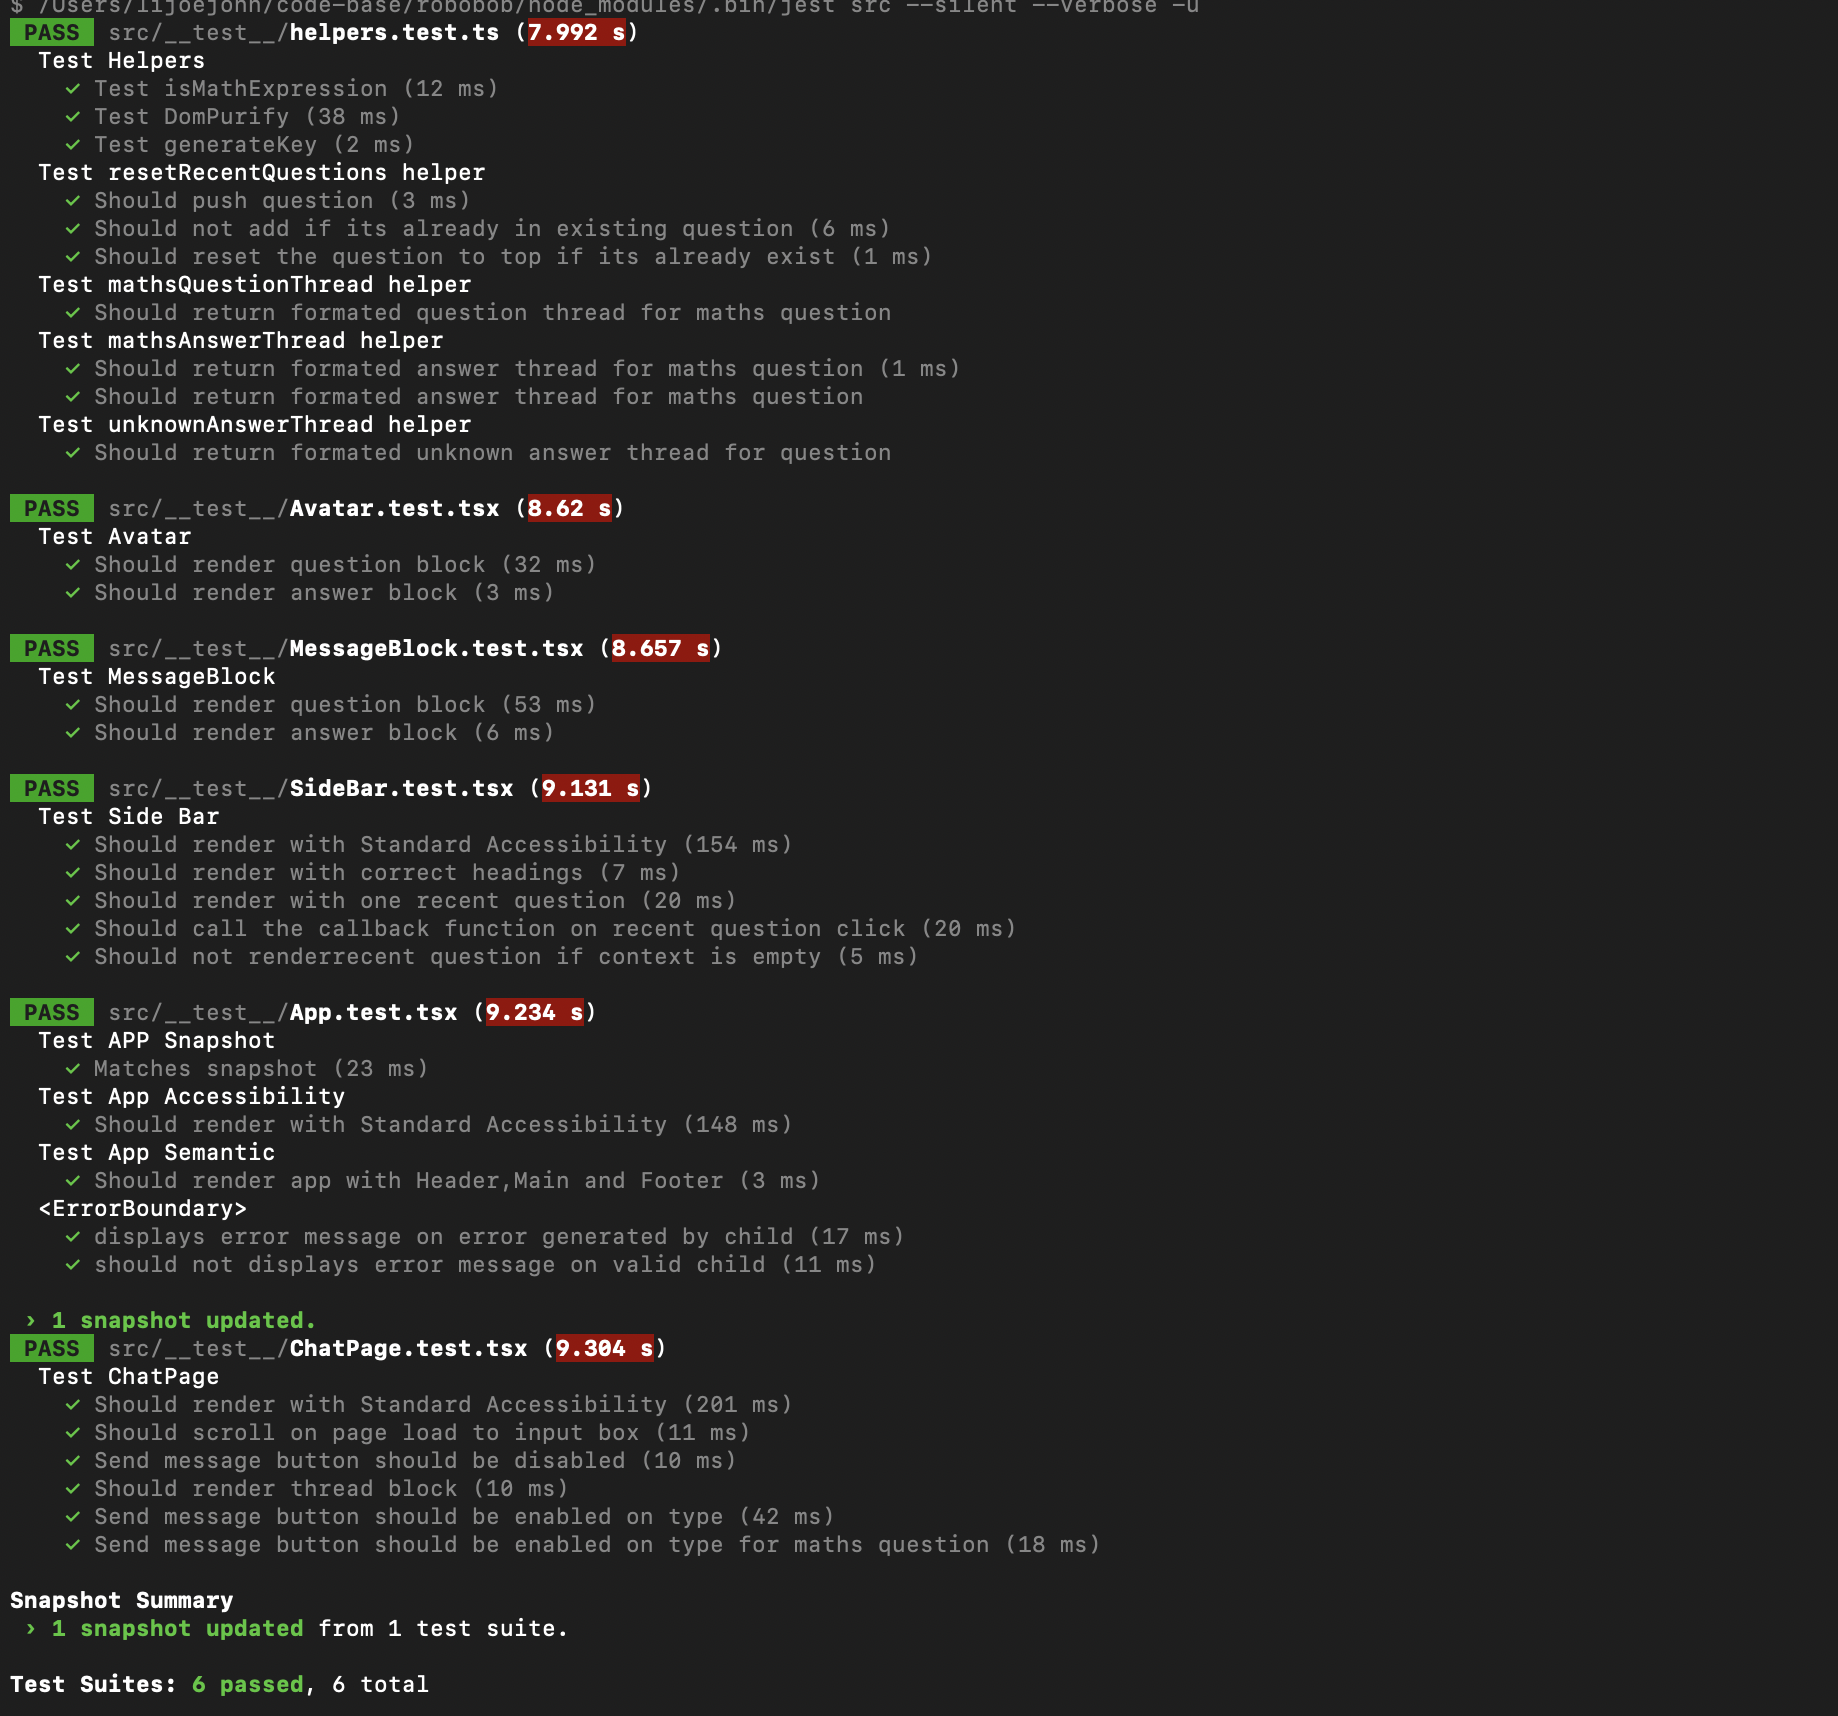 $ /Users/lijoejohn/code-base/robobob/node_modules/.bin/jest src --silent --verbose -u
PASS src/__test__/helpers.test.ts (7.992 s)
Test Helpers
✓ Test isMathExpression (12 ms)
✓ Test DomPurify (38 ms)
✓ Test generateKey (2 ms)
Test resetRecentQuestions helper
✓ Should push question (3 ms)
✓ Should not add if its already in existing question (6 ms)
✓ Should reset the question to top if its already exist (1 ms)
Test mathsQuestionThread helper
✓ Should return formated question thread for maths question
Test mathsAnswerThread helper
✓ Should return formated answer thread for maths question (1 ms)
✓ Should return formated answer thread for maths question
Test unknownAnswerThread helper
✓ Should return formated unknown answer thread for question
PASS src/__test__/Avatar.test.tsx (8.62 s)
Test Avatar
✓ Should render question block (32 ms)
✓ Should render answer block (3 ms)
PASS src/__test__/MessageBlock.test.tsx (8.657 s)
Test MessageBlock
✓ Should render question block (53 ms)
✓ Should render answer block (6 ms)
PASS src/__test__/SideBar.test.tsx (9.131 s)
Test Side Bar
✓ Should render with Standard Accessibility (154 ms)
✓ Should render with correct headings (7 ms)
✓ Should render with one recent question (20 ms)
✓ Should call the callback function on recent question click (20 ms)
✓ Should not renderrecent question if context is empty (5 ms)
PASS src/__test__/App.test.tsx (9.234 s)
Test APP Snapshot
✓ Matches snapshot (23 ms)
Test App Accessibility
✓ Should render with Standard Accessibility (148 ms)
Test App Semantic
✓ Should render app with Header,Main and Footer (3 ms)
<ErrorBoundary>
✓ displays error message on error generated by child (17 ms)
✓ should not displays error message on valid child (11 ms)
› 1 snapshot updated.
PASS src/__test__/ChatPage.test.tsx (9.304 s)
Test ChatPage
✓ Should render with Standard Accessibility (201 ms)
✓ Should scroll on page load to input box (11 ms)
✓ Send message button should be disabled (10 ms)
✓ Should render thread block (10 ms)
✓ Send message button should be enabled on type (42 ms)
✓ Send message button should be enabled on type for maths question (18 ms)
Snapshot Summary
› 1 snapshot updated from 1 test suite.
Test Suites: 6 passed, 6 total